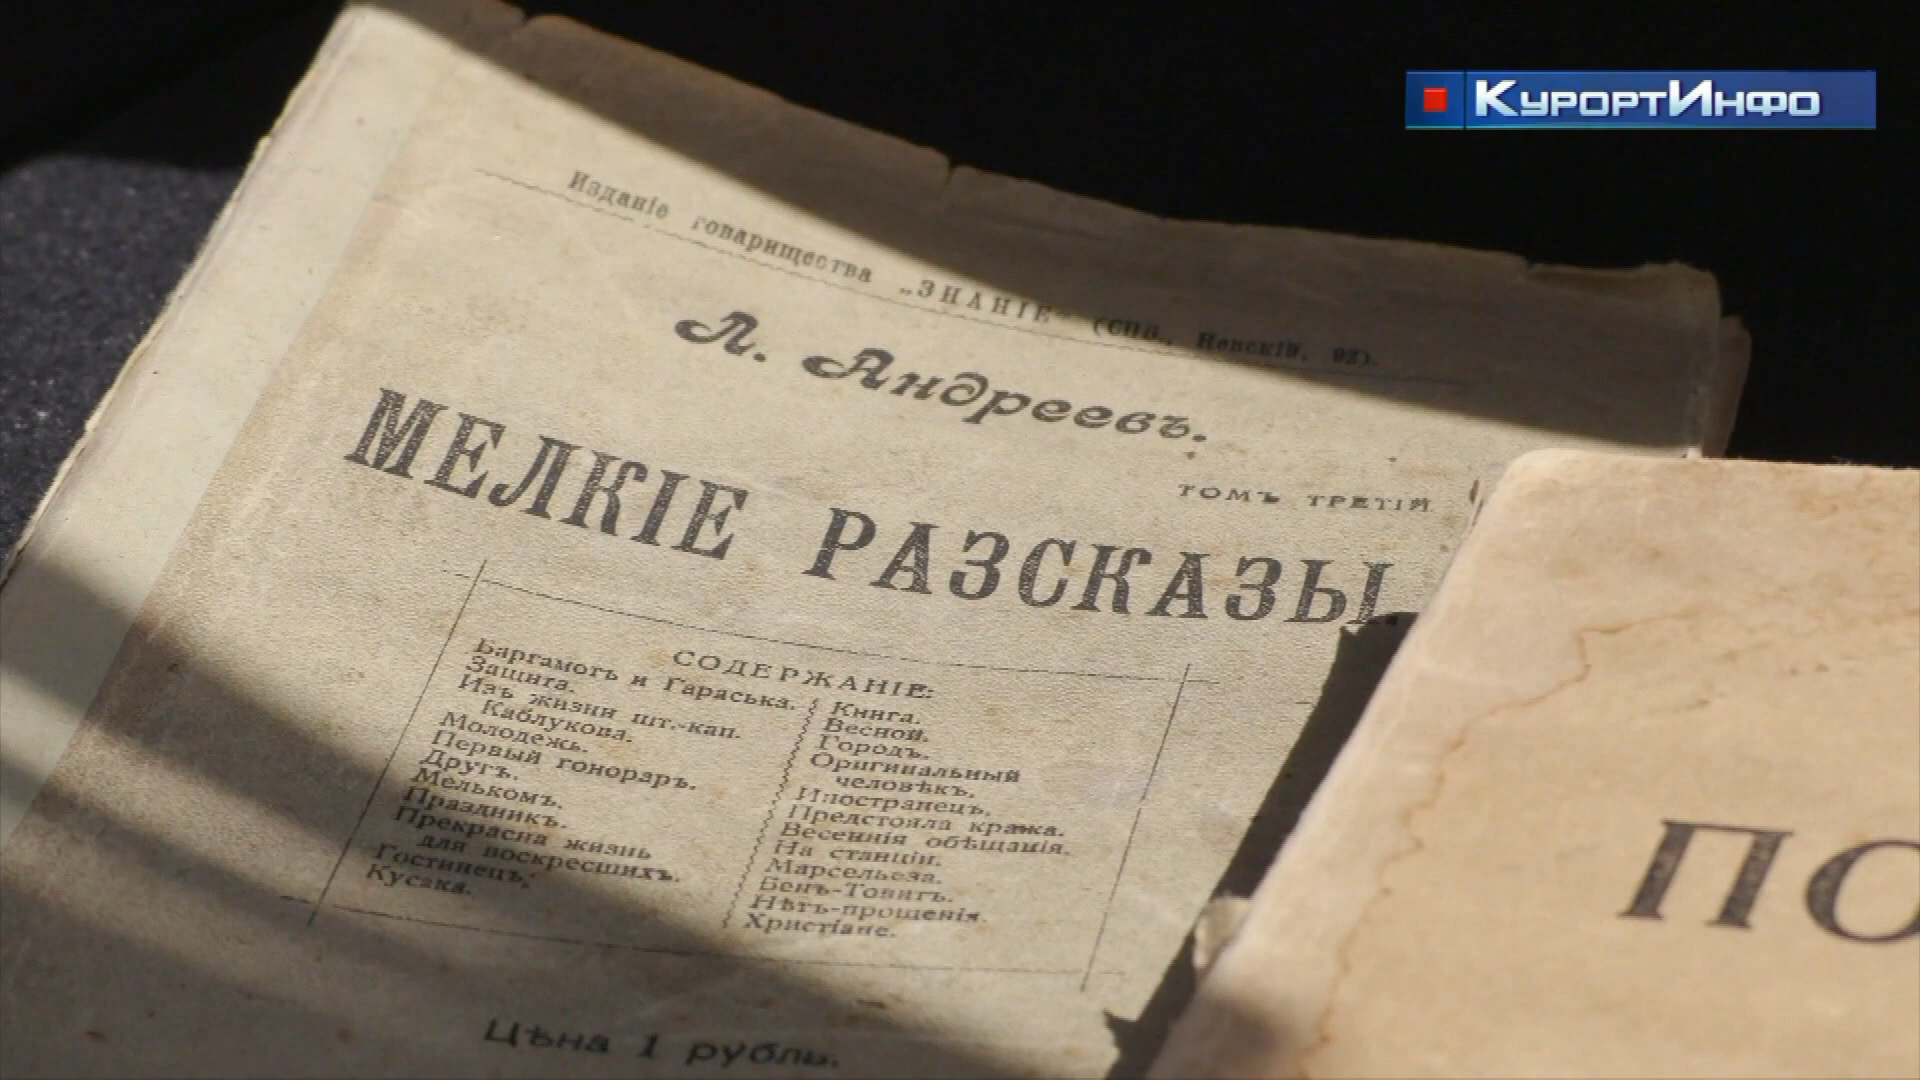 КурортИнфо
Изданіе товарищества „ЗНАНІЕ“ (СПБ., Невскій, 92).
Л. Андреевъ.
ТОМЪ ТРЕТІЙ
МЕЛКІЕ РАЗСКАЗЫ.
СОДЕРЖАНІЕ:
Баргамотъ и Гараська.
Защита.
Изъ жизни шт.-кап.
Каблукова.
Молодежь.
Первый гонораръ.
Другъ.
Мелькомъ.
Праздникъ.
Прекрасна жизнь
для воскресшихъ.
Гостинецъ.
Кусака.
Книга.
Весной.
Городъ.
Оригинальный
человѣкъ.
Иностранецъ.
Предстояла кража.
Весеннія обѣщанія.
На станціи.
Марсельеза.
Бенъ-Товитъ.
Нѣтъ прощенія.
Христіане.
Цѣна 1 рубль.
ПО